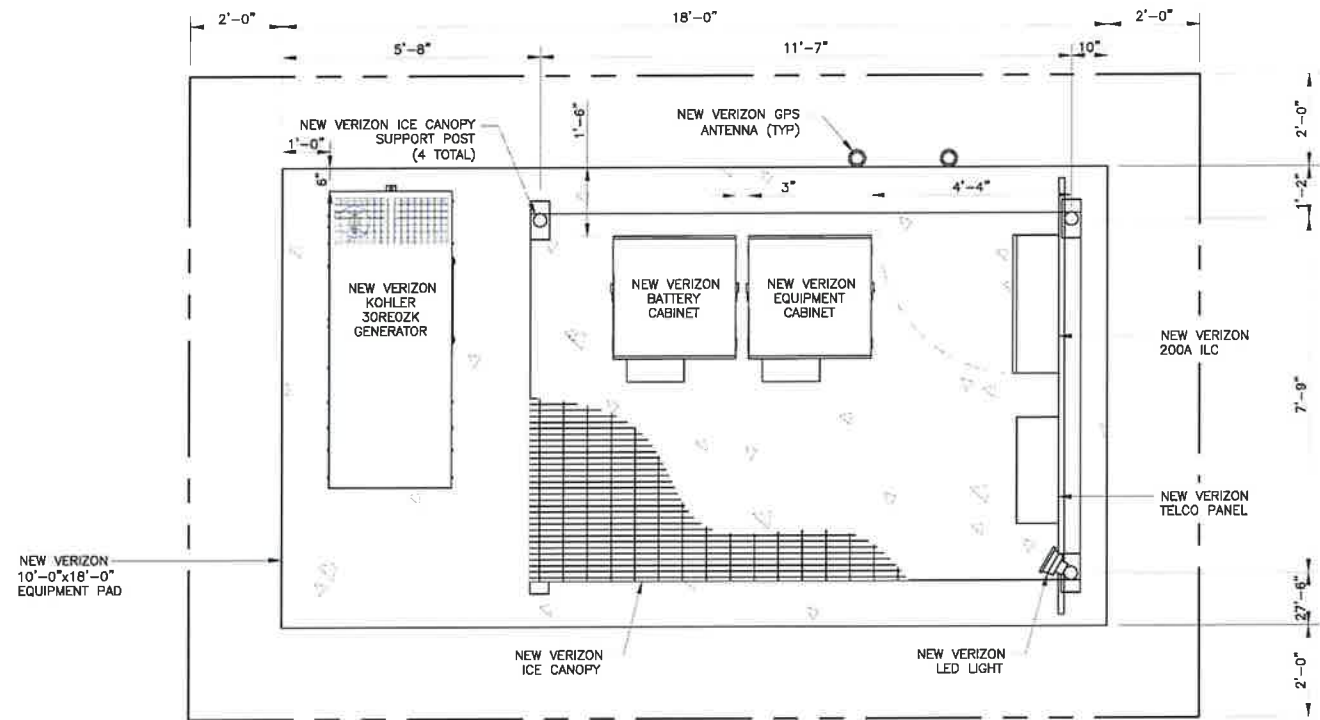 2'-0"
18'-0"
2'-0"
5'-8"
11'-7"
10"
NEW VERIZON ICE CANOPY
SUPPORT POST
(4 TOTAL)
1'-6"
NEW VERIZON GPS
ANTENNA (TYP)
2'-0"
1'-0"
6"
3"
4'-4"
1'-2"
NEW VERIZON
KOHLER
30REOZK
GENERATOR
NEW VERIZON
BATTERY
CABINET
NEW VERIZON
EQUIPMENT
CABINET
NEW VERIZON
200A ILC
7'-9"
NEW VERIZON
TELCO PANEL
NEW VERIZON
10'-0"x18'-0"
EQUIPMENT PAD
27'-6"
NEW VERIZON
ICE CANOPY
NEW VERIZON
LED LIGHT
2'-0"